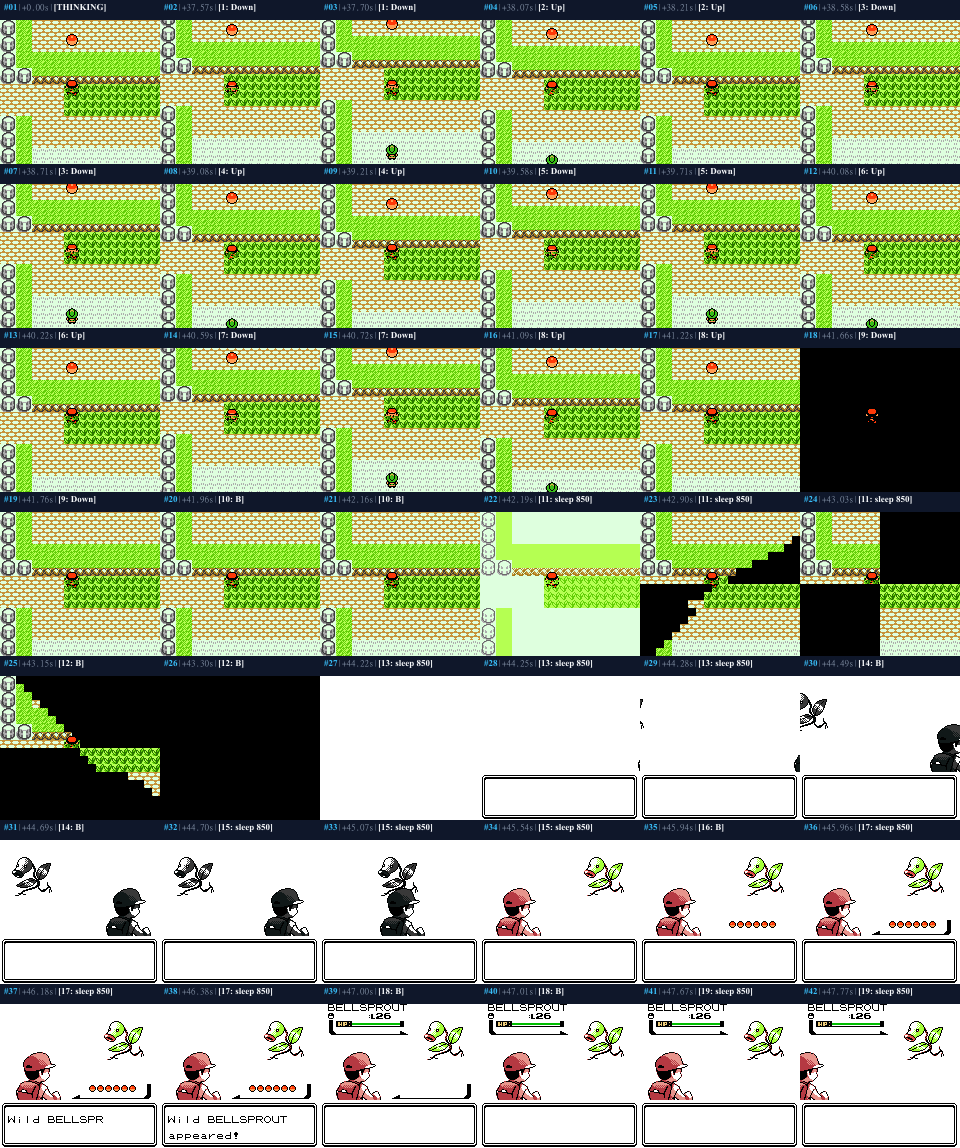 #01|+0.00s|[THINKING]
#02|+37.57s|[1: Down]
#03|+37.70s|[1: Down]
#04|+38.07s|[2: Up]
#05|+38.21s|[2: Up]
#06|+38.58s|[3: Down]
#07|+38.71s|[3: Down]
#08|+39.08s|[4: Up]
#09|+39.21s|[4: Up]
#10|+39.58s|[5: Down]
#11|+39.71s|[5: Down]
#12|+40.08s|[6: Up]
#13|+40.22s|[6: Up]
#14|+40.59s|[7: Down]
#15|+40.72s|[7: Down]
#16|+41.09s|[8: Up]
#17|+41.22s|[8: Up]
#18|+41.66s|[9: Down]
#19|+41.76s|[9: Down]
#20|+41.96s|[10: B]
#21|+42.16s|[10: B]
#22|+42.19s|[11: sleep 850]
#23|+42.90s|[11: sleep 850]
#24|+43.03s|[11: sleep 850]
#25|+43.15s|[12: B]
#26|+43.30s|[12: B]
#27|+44.22s|[13: sleep 850]
#28|+44.25s|[13: sleep 850]
#29|+44.28s|[13: sleep 850]
#30|+44.49s|[14: B]
#31|+44.69s|[14: B]
#32|+44.70s|[15: sleep 850]
#33|+45.07s|[15: sleep 850]
#34|+45.54s|[15: sleep 850]
#35|+45.94s|[16: B]
#36|+45.96s|[17: sleep 850]
#37|+46.18s|[17: sleep 850]
#38|+46.38s|[17: sleep 850]
#39|+47.00s|[18: B]
#40|+47.01s|[18: B]
#41|+47.67s|[19: sleep 850]
#42|+47.77s|[19: sleep 850]
Wild BELLSPR
Wild BELLSPROUT
appeared!
BELLSPROUT
:L26
HP:
BELLSPROUT
:L26
HP:
BELLSPROUT
:L26
HP:
BELLSPROUT
:L26
HP: